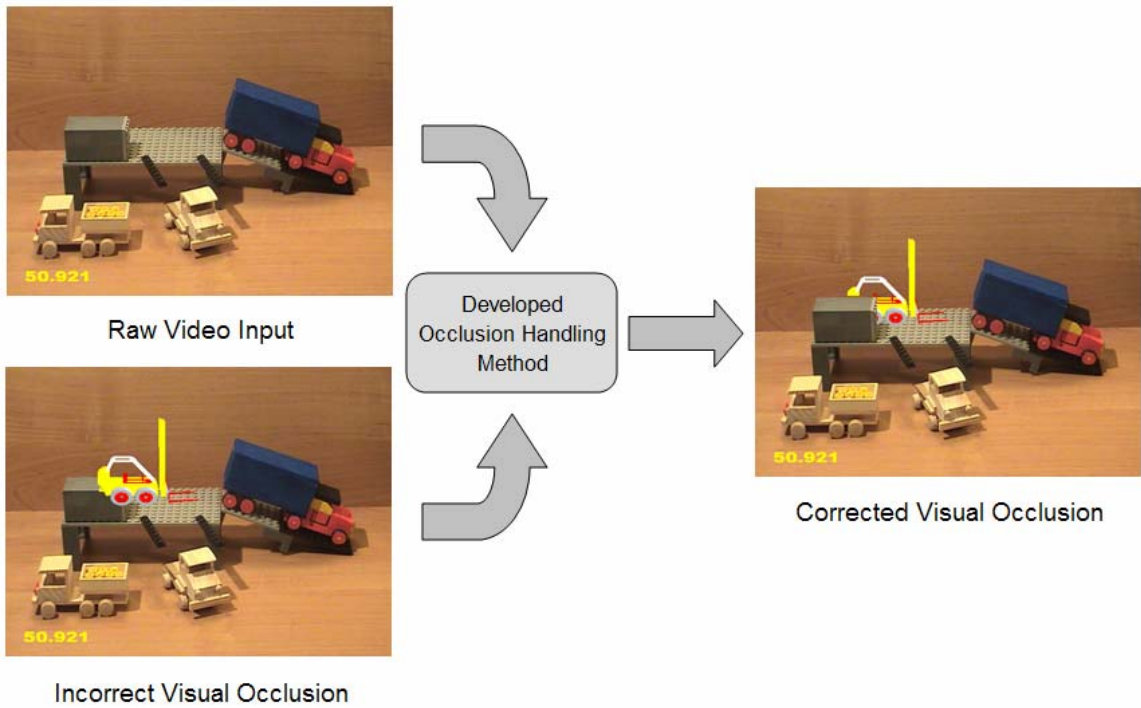 50.921
Raw Video Input
Developed
Occlusion Handling
Method
50.921
Incorrect Visual Occlusion
50.921
Corrected Visual Occlusion